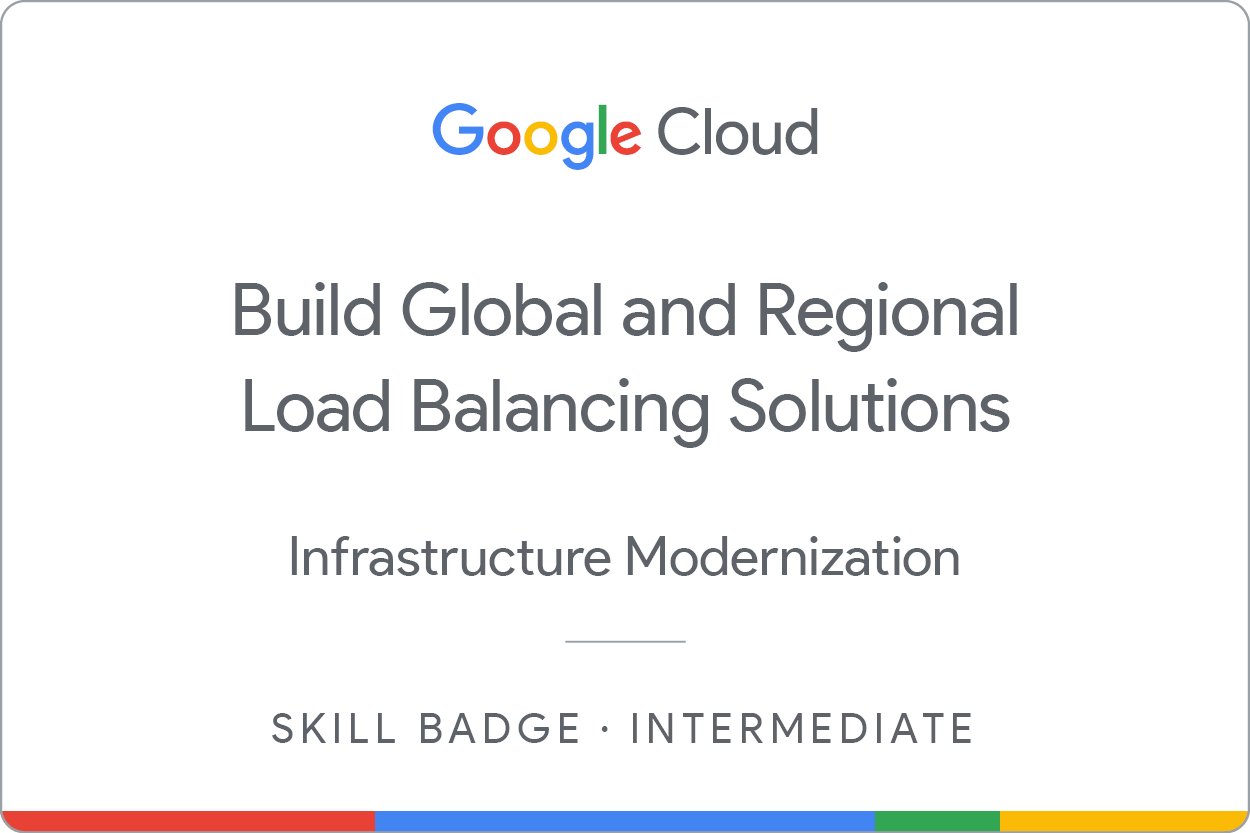 Google Cloud
Build Global and Regional
Load Balancing Solutions
Infrastructure Modernization
SKILL BADGE · INTERMEDIATE